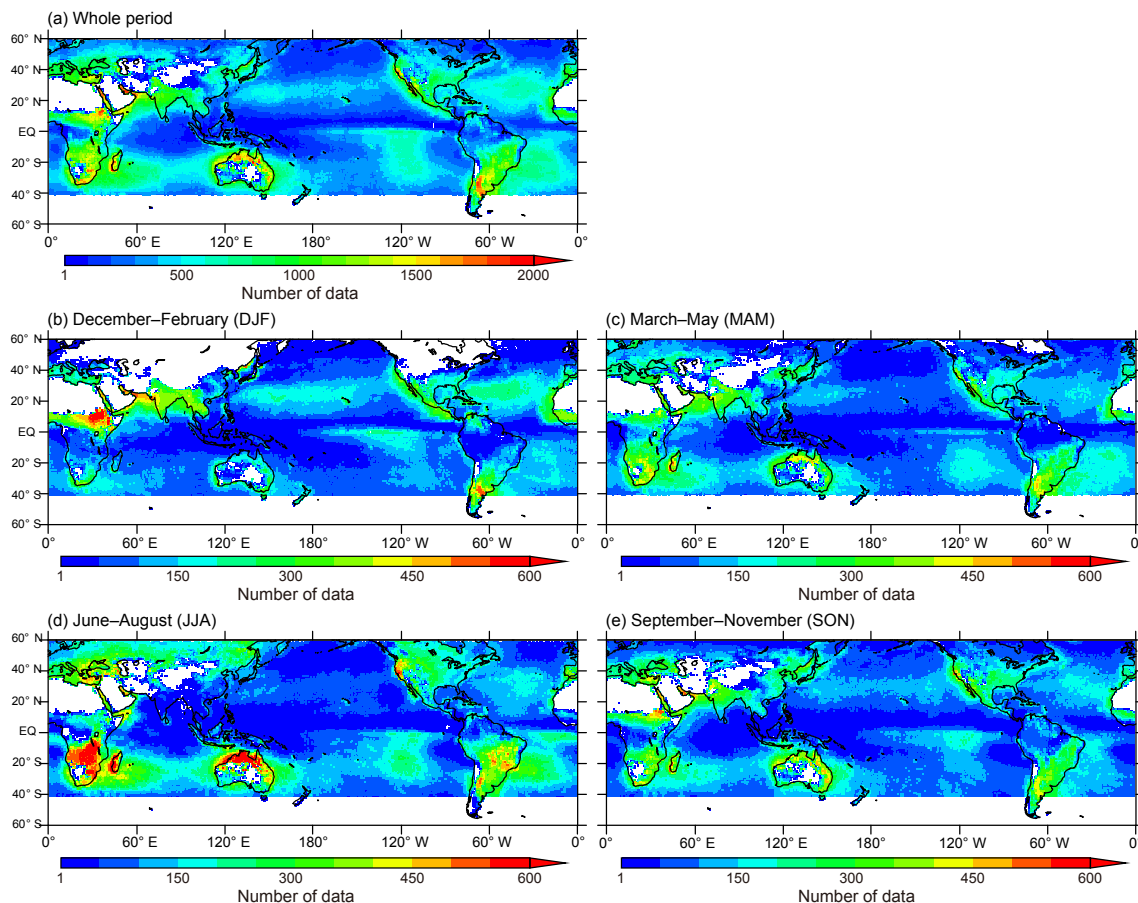 (a) Whole period
60° N
40° N
20° N
EQ
20° S
40° S
60° S
0° 60° E 120° E 180° 120° W 60° W 0°
1 500 1000 1500 2000
Number of data
(b) December–February (DJF)
60° N
40° N
20° N
EQ
20° S
40° S
60° S
0° 60° E 120° E 180° 120° W 60° W 0°
1 150 300 450 600
Number of data
(c) March–May (MAM)
0° 60° E 120° E 180° 120° W 60° W 0°
1 150 300 450 600
Number of data
(d) June–August (JJA)
60° N
40° N
20° N
EQ
20° S
40° S
60° S
0° 60° E 120° E 180° 120° W 60° W 0°
1 150 300 450 600
Number of data
(e) September–November (SON)
0° 60° E 120° E 180° 120° W 60° W 0°
1 150 300 450 600
Number of data